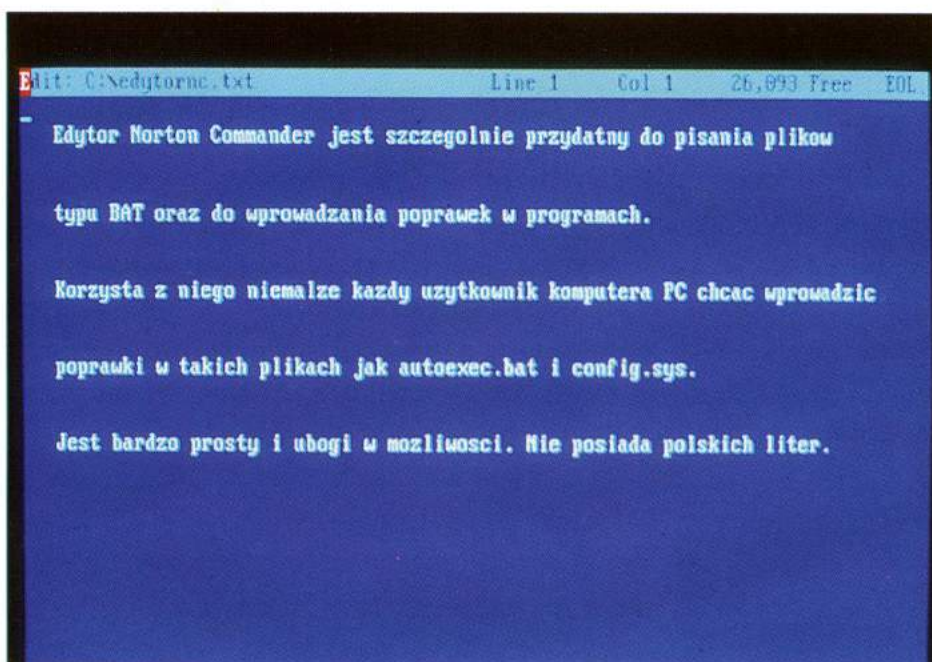 Edit: C:\edytornc.txt Line 1 Col 1 26,093 Free EOL
Edytor Norton Commander jest szczegolnie przydatny do pisania plikow
typu BAT oraz do wprowadzania poprawek w programach.
Korzysta z niego niemalze kazdy uzytkownik komputera PC chcac wprowadzic
poprawki w takich plikach jak autoexec.bat i config.sys.
Jest bardzo prosty i ubogi w mozliwosci. Nie posiada polskich liter.